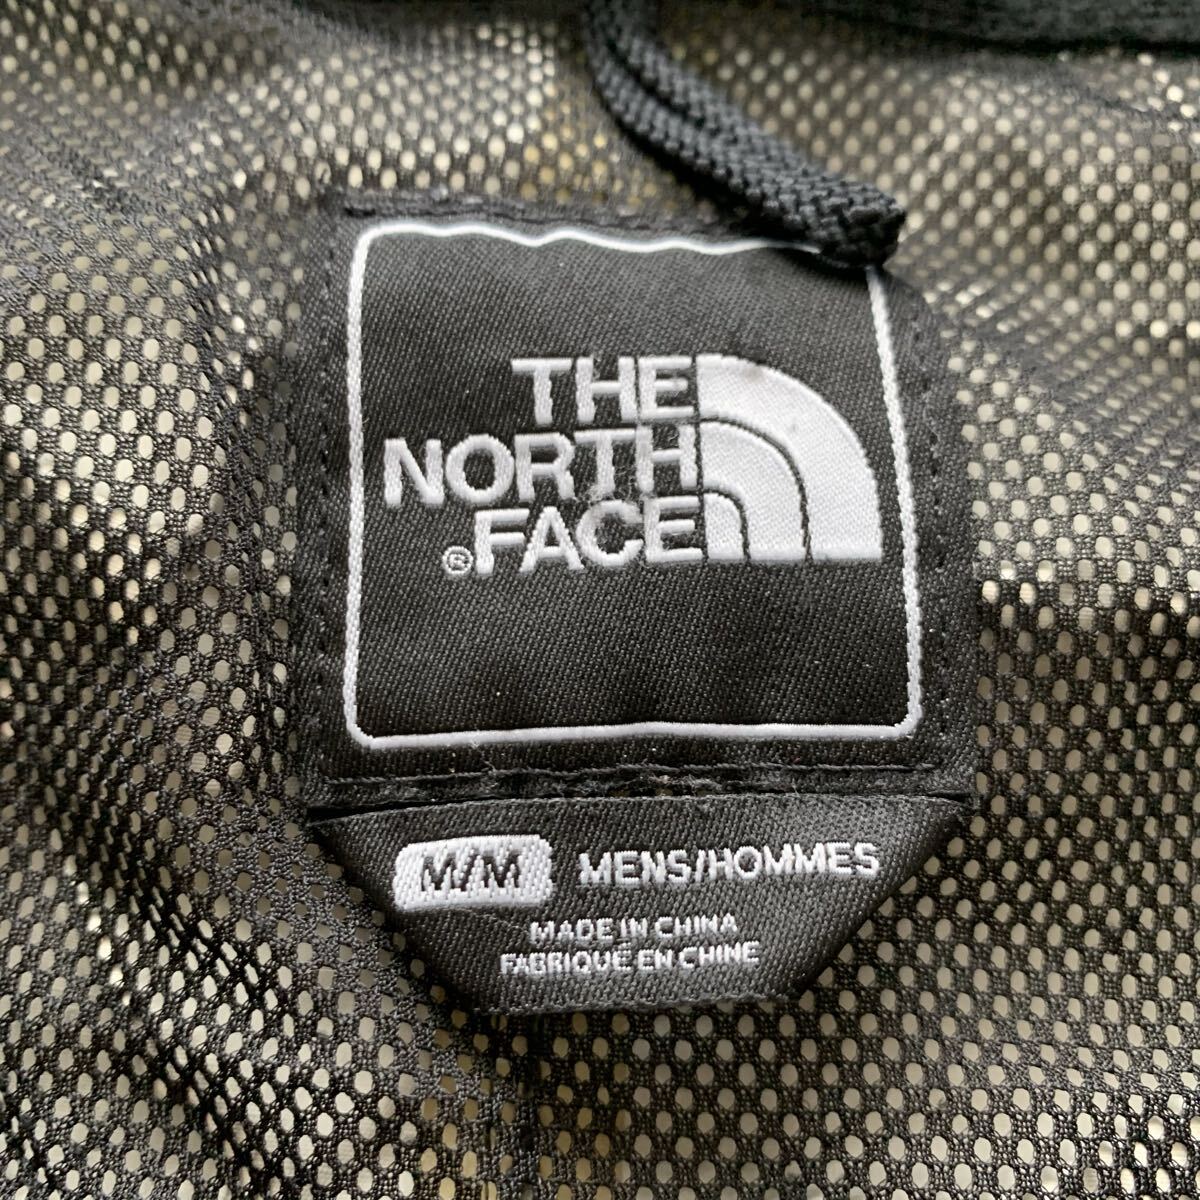 THE
NORTH
®FACE
M/M MENS/HOMMES
MADE IN CHINA
FABRIQUÉ EN CHINE